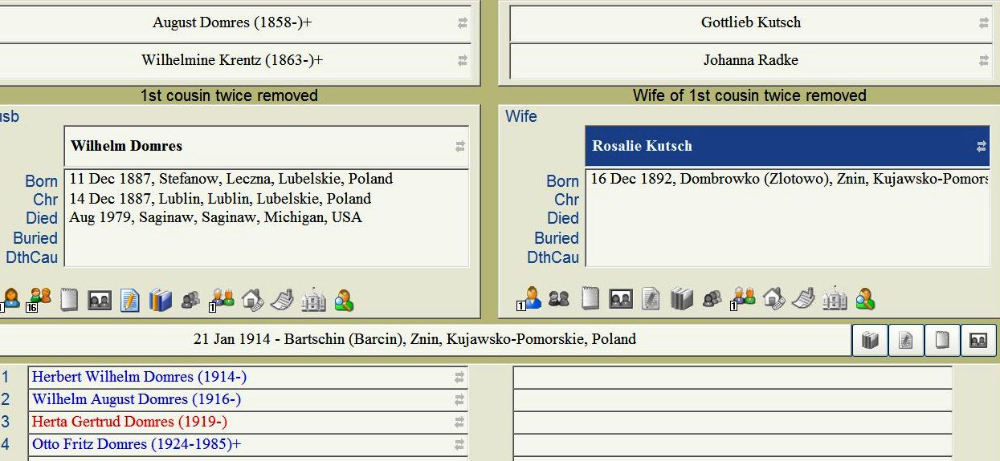 August Domres (1858-)+
Gottlieb Kutsch
Wilhelmine Krentz (1863-)+
Johanna Radke
1st cousin twice removed
Wife of 1st cousin twice removed
usb
Wife
Wilhelm Domres
Rosalie Kutsch
Born 11 Dec 1887, Stefanow, Leczna, Lubelskie, Poland
Chr 14 Dec 1887, Lublin, Lublin, Lubelskie, Poland
Died Aug 1979, Saginaw, Saginaw, Michigan, USA
Buried
DthCau
Born 16 Dec 1892, Dombrowko (Zlotowo), Znin, Kujawsko-Pomors
Chr
Died
Buried
DthCau
16
1
1
1
21 Jan 1914 - Bartschin (Barcin), Znin, Kujawsko-Pomorskie, Poland
1 Herbert Wilhelm Domres (1914-)
2 Wilhelm August Domres (1916-)
3 Herta Gertrud Domres (1919-)
4 Otto Fritz Domres (1924-1985)+